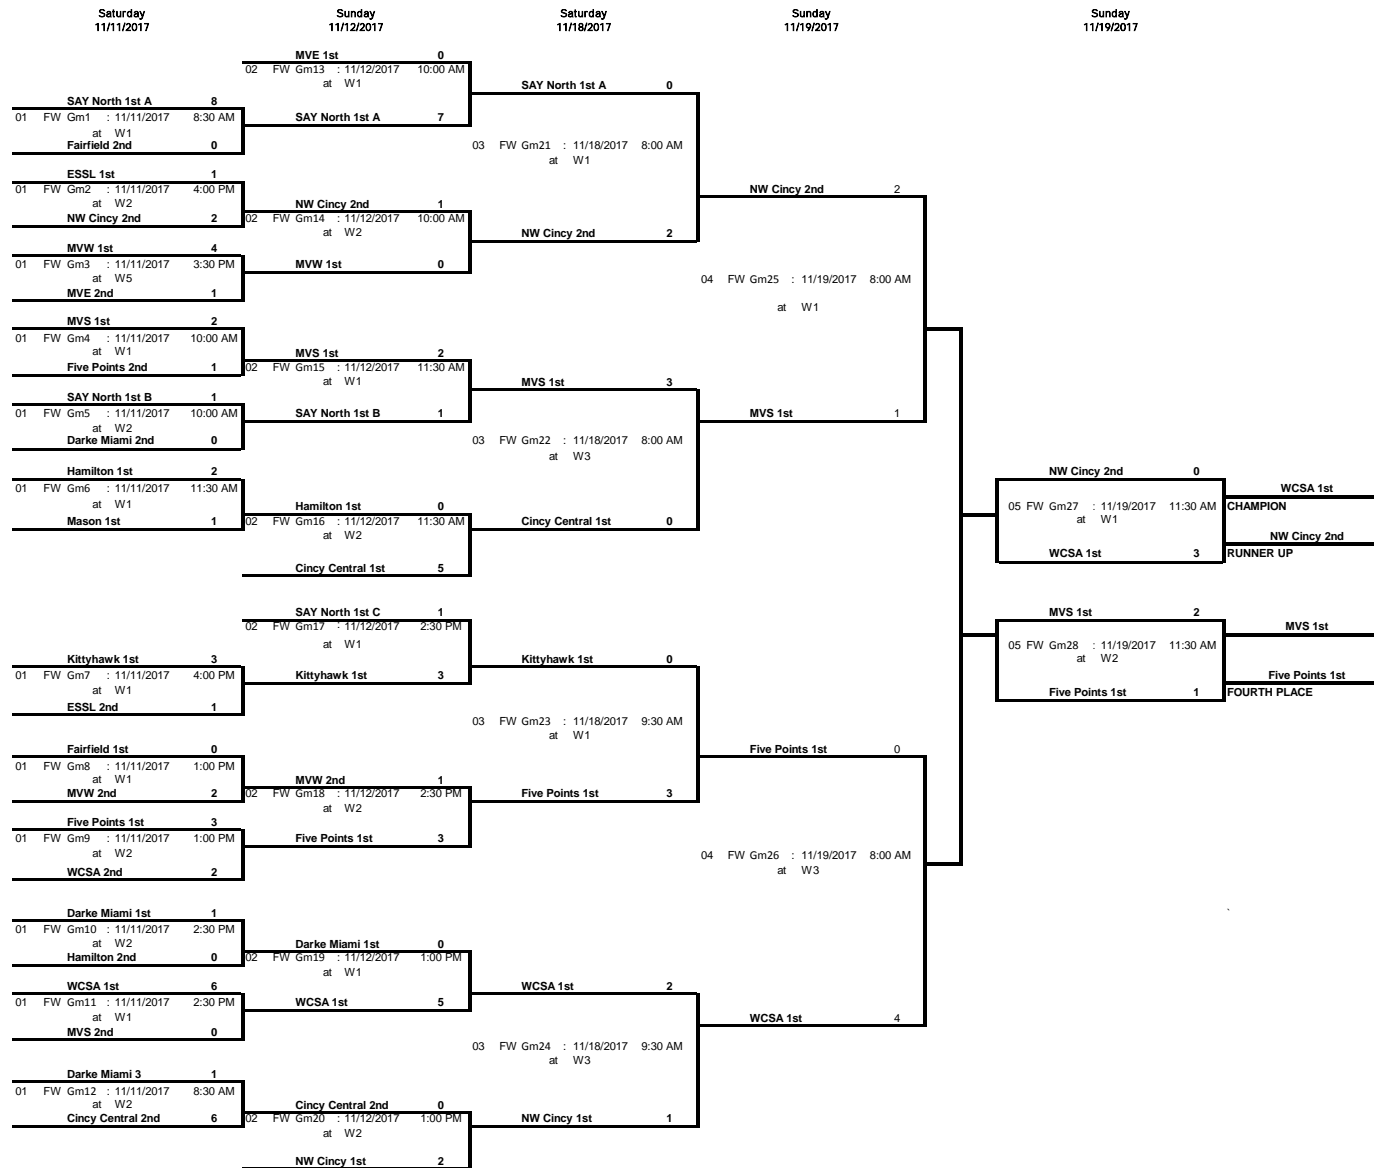 Saturday
11/11/2017
Sunday
11/12/2017
Saturday
11/18/2017
Sunday
11/19/2017
Sunday
11/19/2017
MVE 1st 0
02 FW Gm13 : 11/12/2017 10:00 AM
at W1
SAY North 1st A 7
SAY North 1st A 8
01 FW Gm1 : 11/11/2017 8:30 AM
at W1
Fairfield 2nd 0
ESSL 1st 1
01 FW Gm2 : 11/11/2017 4:00 PM
at W2
NW Cincy 2nd 2
MVW 1st 4
01 FW Gm3 : 11/11/2017 3:30 PM
at W5
MVE 2nd 1
MVS 1st 2
01 FW Gm4 : 11/11/2017 10:00 AM
at W1
Five Points 2nd 1
SAY North 1st B 1
01 FW Gm5 : 11/11/2017 10:00 AM
at W2
Darke Miami 2nd 0
Hamilton 1st 2
01 FW Gm6 : 11/11/2017 11:30 AM
at W1
Mason 1st 1
Kittyhawk 1st 3
01 FW Gm7 : 11/11/2017 4:00 PM
at W1
ESSL 2nd 1
Fairfield 1st 0
01 FW Gm8 : 11/11/2017 1:00 PM
at W1
MVW 2nd 2
Five Points 1st 3
01 FW Gm9 : 11/11/2017 1:00 PM
at W2
WCSA 2nd 2
Darke Miami 1st 1
01 FW Gm10 : 11/11/2017 2:30 PM
at W2
Hamilton 2nd 0
WCSA 1st 6
01 FW Gm11 : 11/11/2017 2:30 PM
at W1
MVS 2nd 0
Darke Miami 3 1
01 FW Gm12 : 11/11/2017 8:30 AM
at W2
Cincy Central 2nd 6
NW Cincy 2nd 1
02 FW Gm14 : 11/12/2017 10:00 AM
at W2
MVW 1st 0
MVS 1st 2
02 FW Gm15 : 11/12/2017 11:30 AM
at W1
SAY North 1st B 1
Hamilton 1st 0
02 FW Gm16 : 11/12/2017 11:30 AM
at W2
Cincy Central 1st 5
SAY North 1st C 1
02 FW Gm17 : 11/12/2017 2:30 PM
at W1
Kittyhawk 1st 3
MVW 2nd 1
02 FW Gm18 : 11/12/2017 2:30 PM
at W2
Five Points 1st 3
Darke Miami 1st 0
02 FW Gm19 : 11/12/2017 1:00 PM
at W1
WCSA 1st 5
Cincy Central 2nd 0
02 FW Gm20 : 11/12/2017 1:00 PM
at W2
NW Cincy 1st 2
SAY North 1st A 0
03 FW Gm21 : 11/18/2017 8:00 AM
at W1
NW Cincy 2nd 2
MVS 1st 3
03 FW Gm22 : 11/18/2017 8:00 AM
at W3
Cincy Central 1st 0
Kittyhawk 1st 0
03 FW Gm23 : 11/18/2017 9:30 AM
at W1
Five Points 1st 3
WCSA 1st 2
03 FW Gm24 : 11/18/2017 9:30 AM
at W3
NW Cincy 1st 1
NW Cincy 2nd 2
04 FW Gm25 : 11/19/2017 8:00 AM
at W1
MVS 1st 1
Five Points 1st 0
04 FW Gm26 : 11/19/2017 8:00 AM
at W3
WCSA 1st 4
NW Cincy 2nd 0
05 FW Gm27 : 11/19/2017 11:30 AM
at W1
WCSA 1st 3
MVS 1st 2
05 FW Gm28 : 11/19/2017 11:30 AM
at W2
Five Points 1st 1
WCSA 1st
CHAMPION
NW Cincy 2nd
RUNNER UP
MVS 1st
Five Points 1st
FOURTH PLACE
`